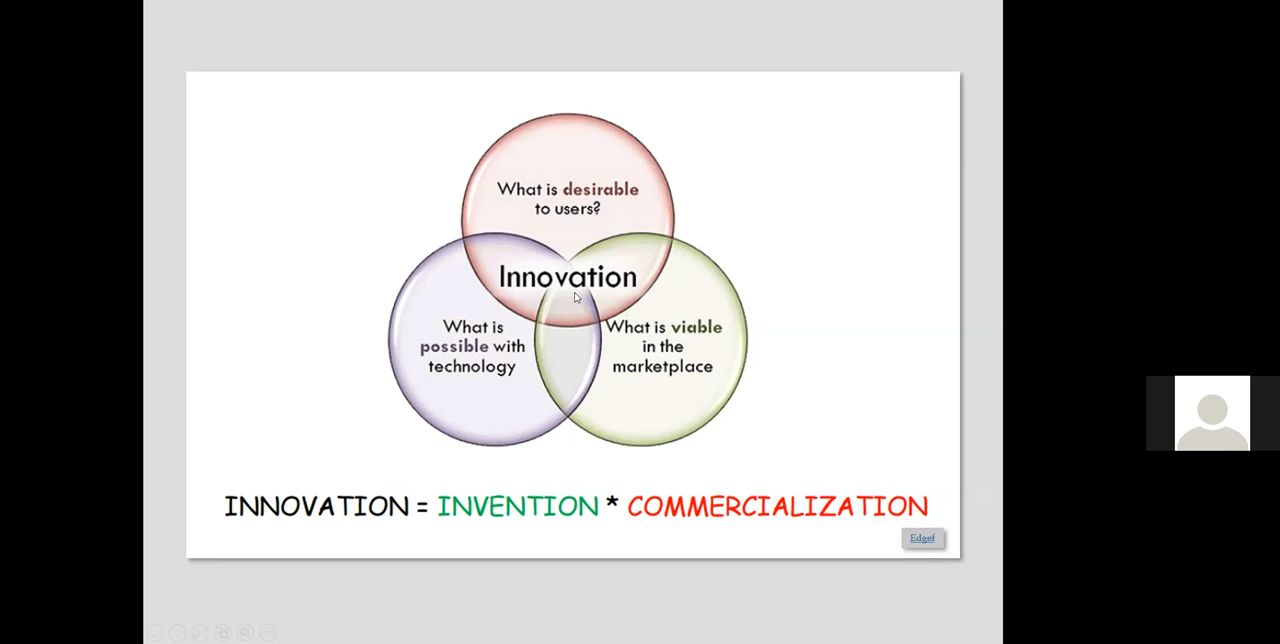 What is desirable
to users?
Innovation
What is
possible with
technology
What is viable
in the
marketplace
INNOVATION = INVENTION * COMMERCIALIZATION
Edgef